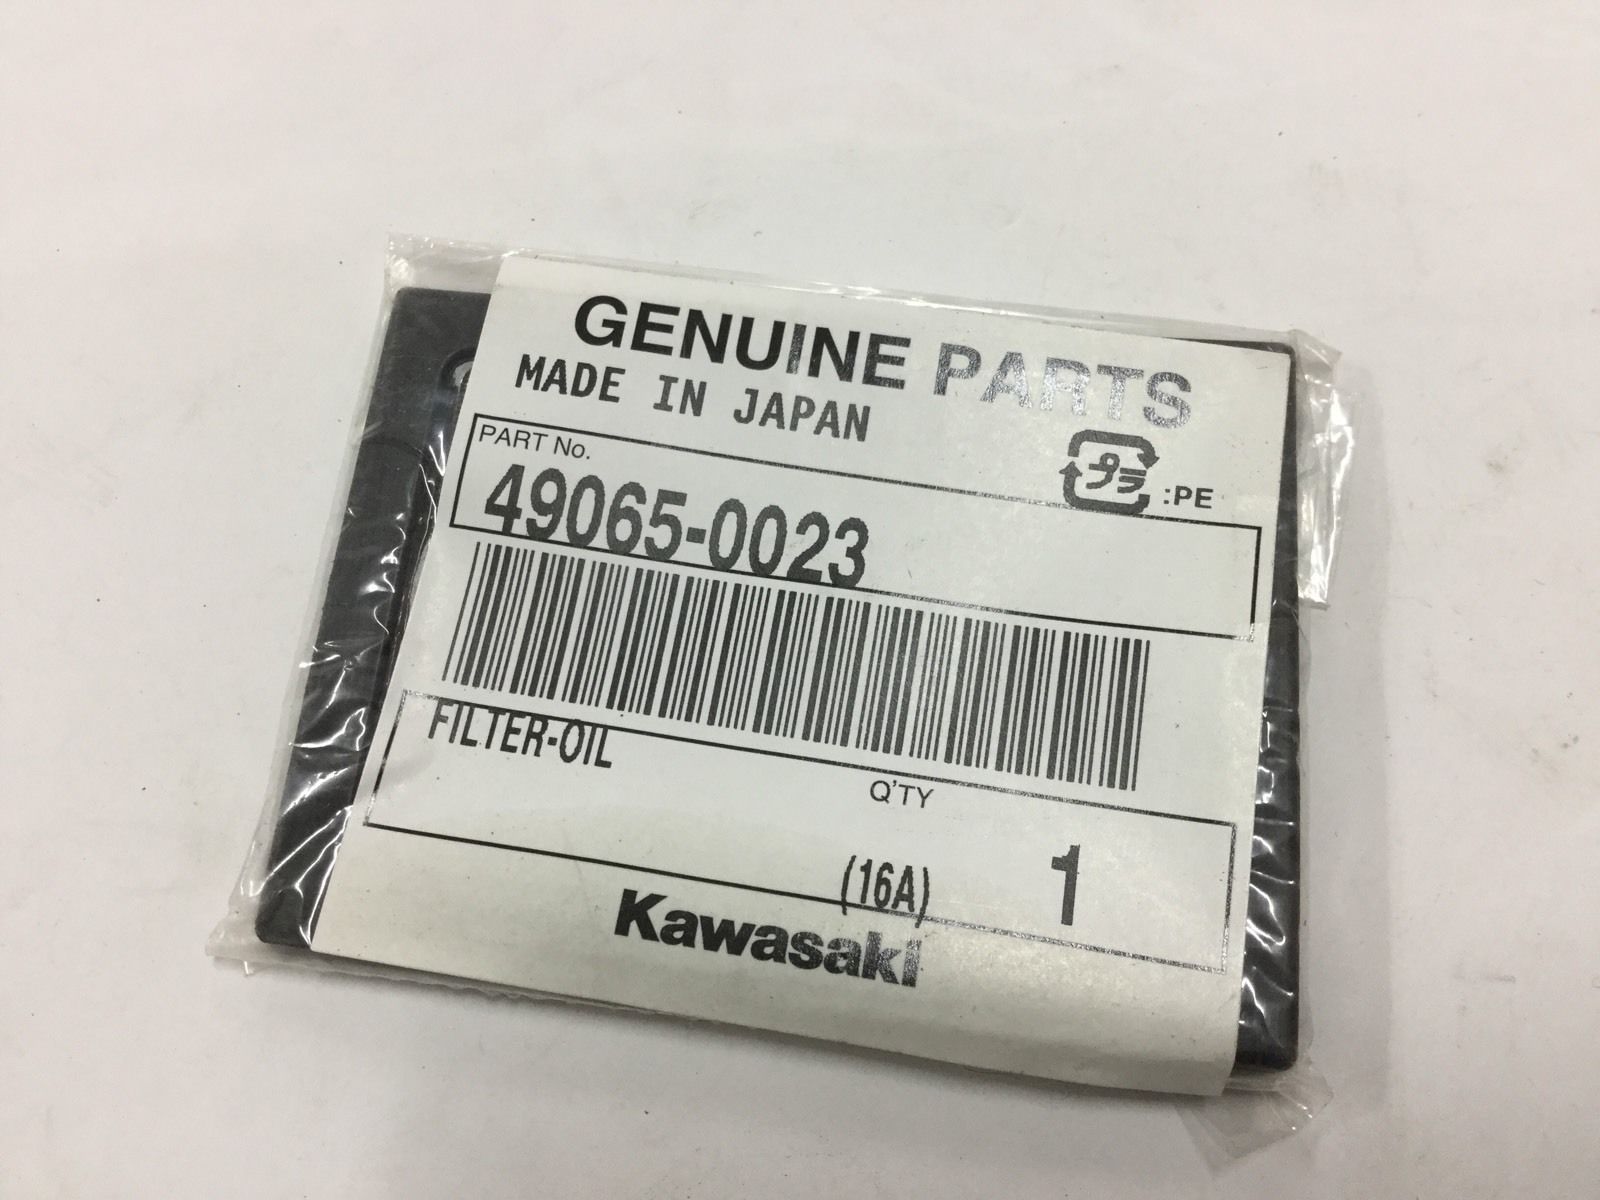 GENUINE PARTS
MADE IN JAPAN
プラ :PE
PART No.
49065-0023
FILTER-OIL
Q'TY
(16A) 1
Kawasaki